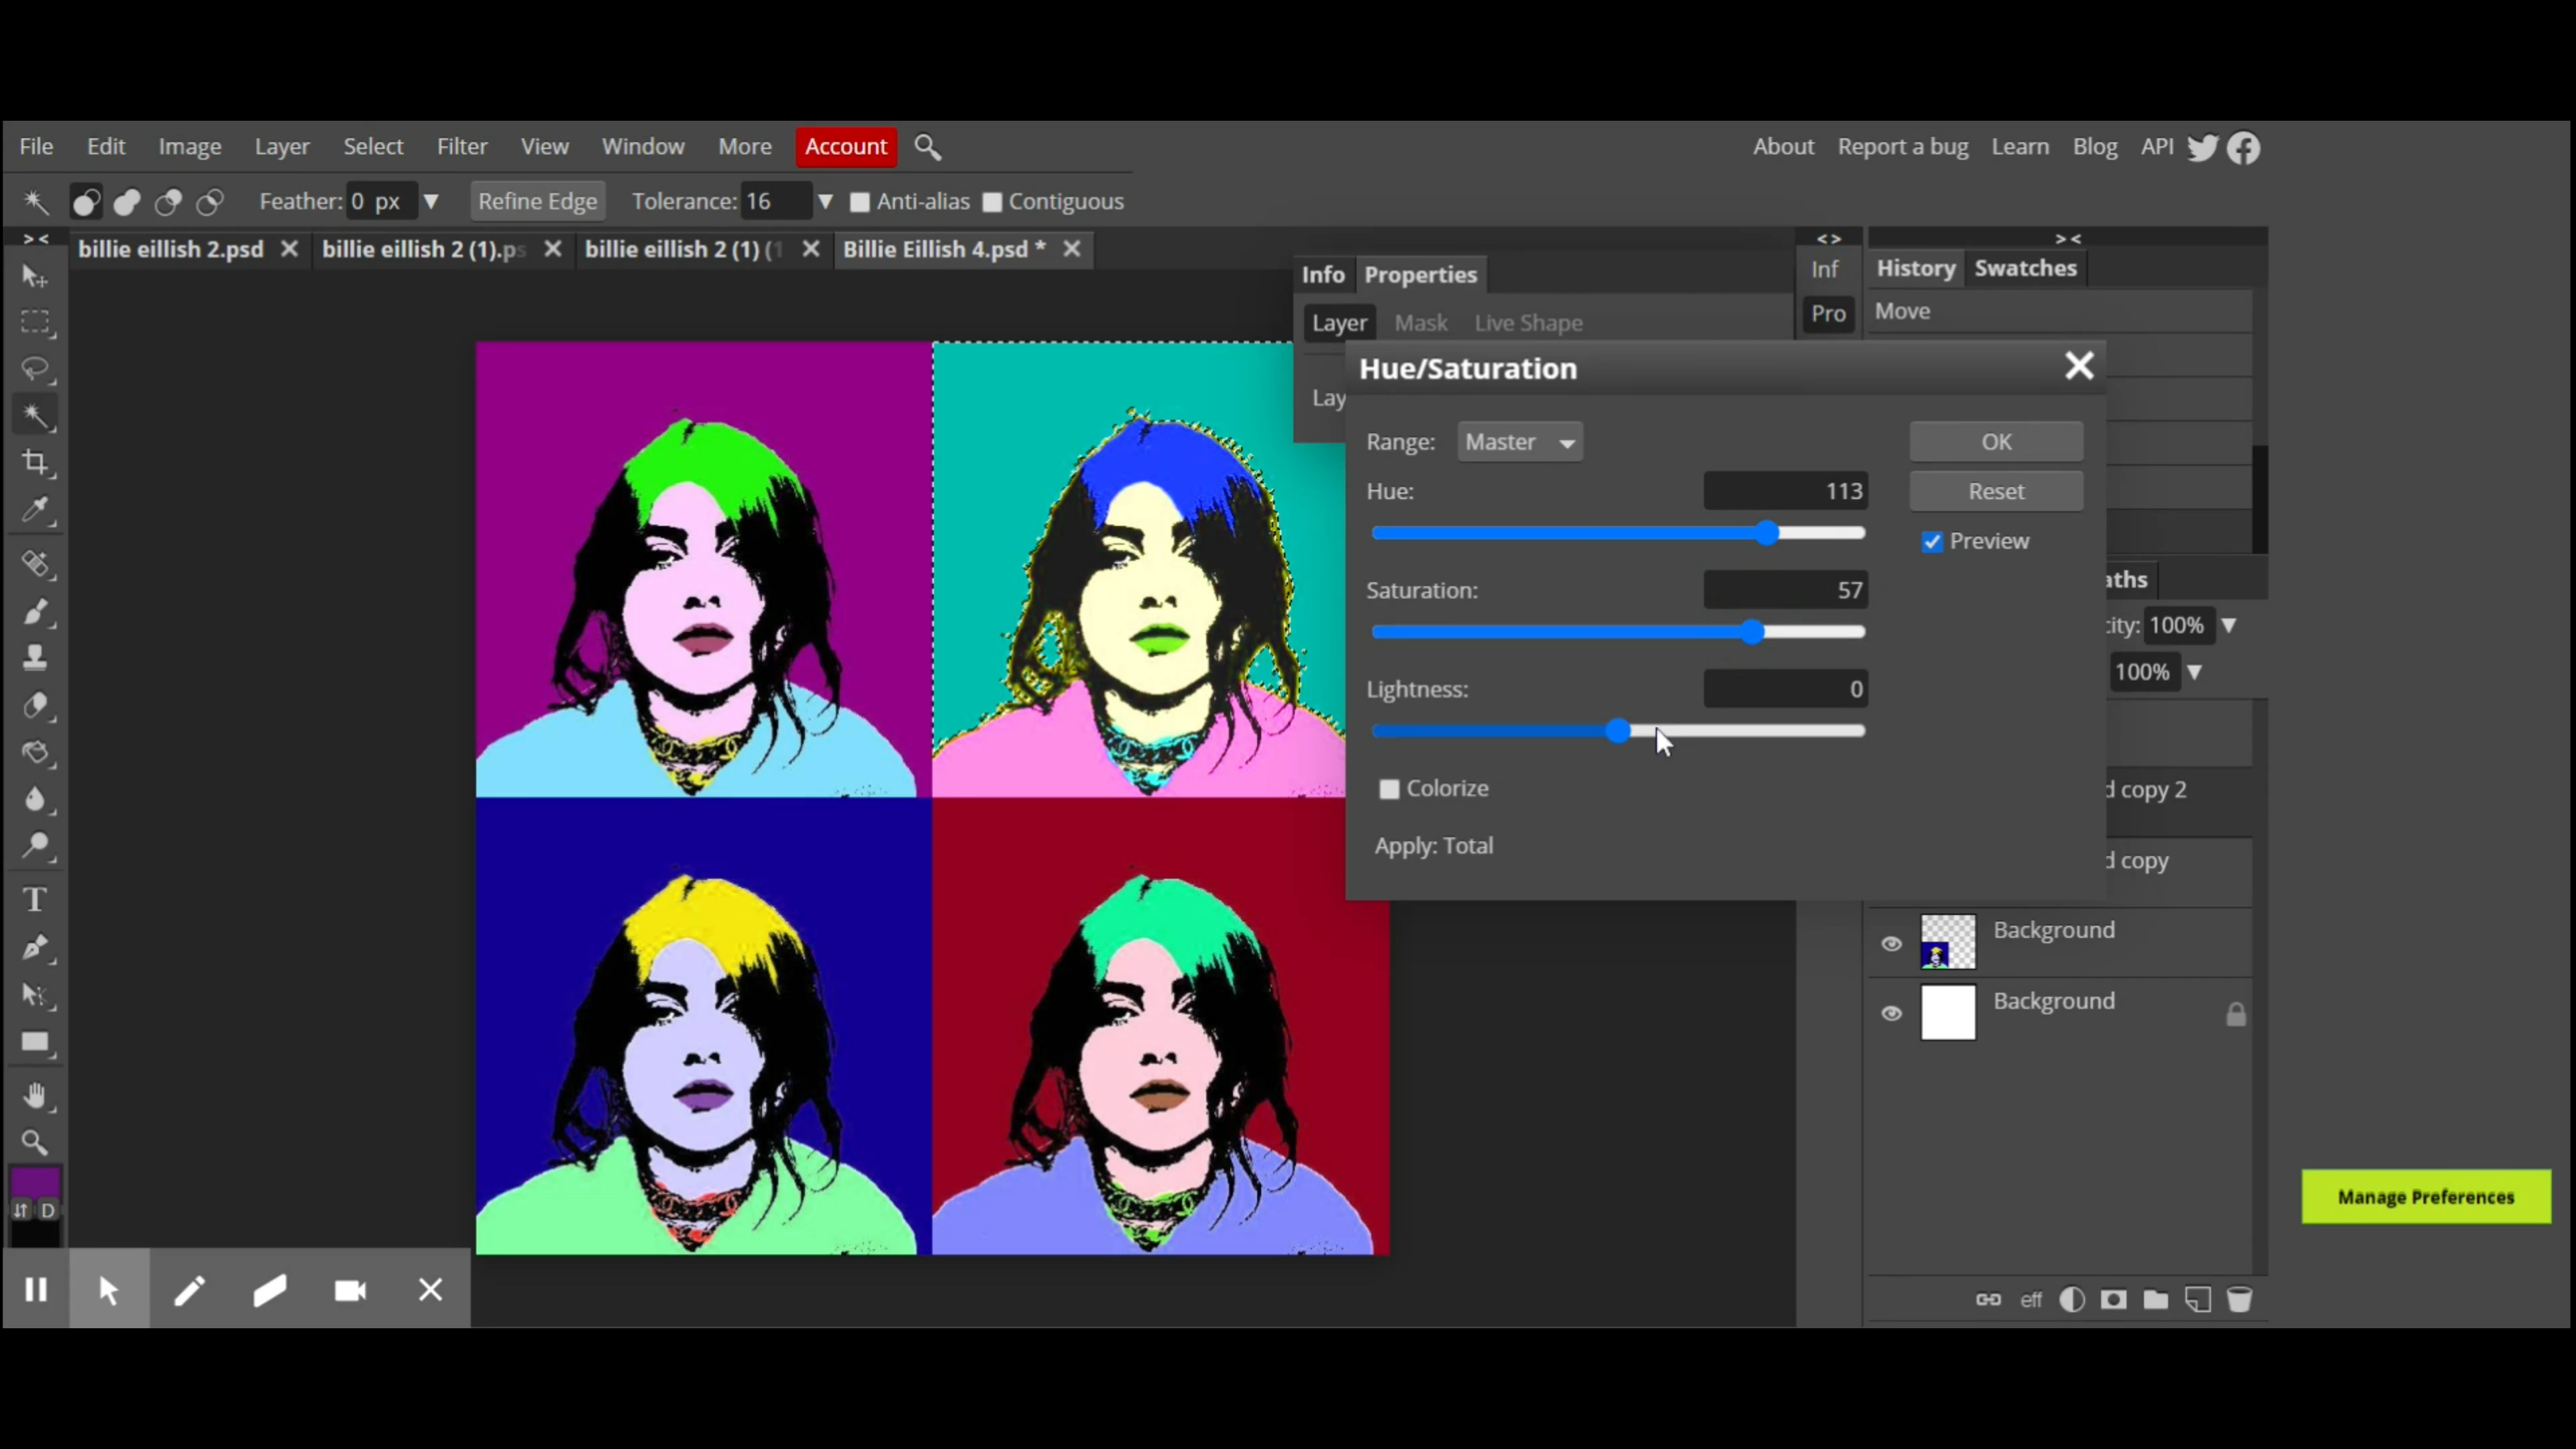 File Edit Image Layer Select Filter View Window More Account About Report a bug Learn Blog API
Feather: 0 px Refine Edge Tolerance: 16 Anti-alias Contiguous
> < billie eillish 2.psd billie eillish 2 (1).ps billie eillish 2 (1) (1 Billie Eillish 4.psd * < > > <
Info Properties Inf History Swatches
Layer Mask Live Shape Pro Move
Hue/Saturation
Lay
Range: Master OK
Hue: 113 Reset
Preview
Saturation: 57 aths
city: 100%
Lightness: 0 100%
Colorize d copy 2
Apply: Total d copy
T Background
Background
D Manage Preferences
eff